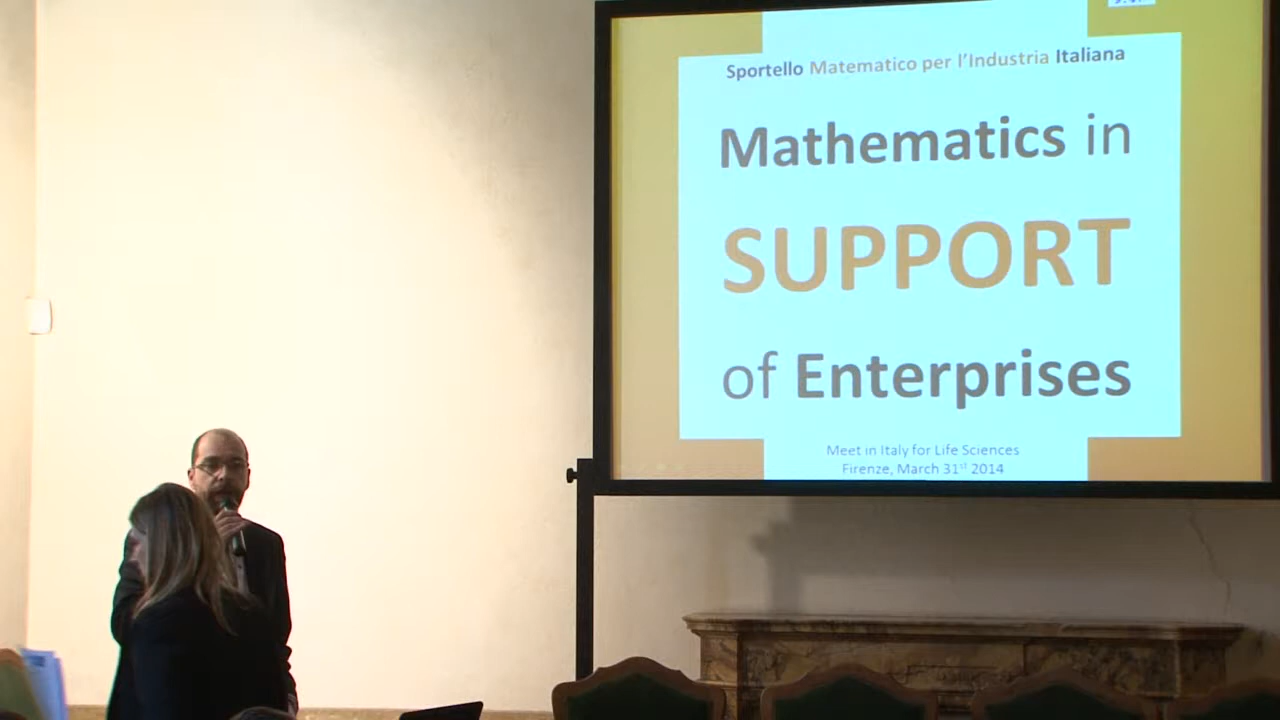 Sportello Matematico per l'Industria Italiana
Mathematics in
SUPPORT
of Enterprises
Meet in Italy for Life Sciences
Firenze, March 31st 2014